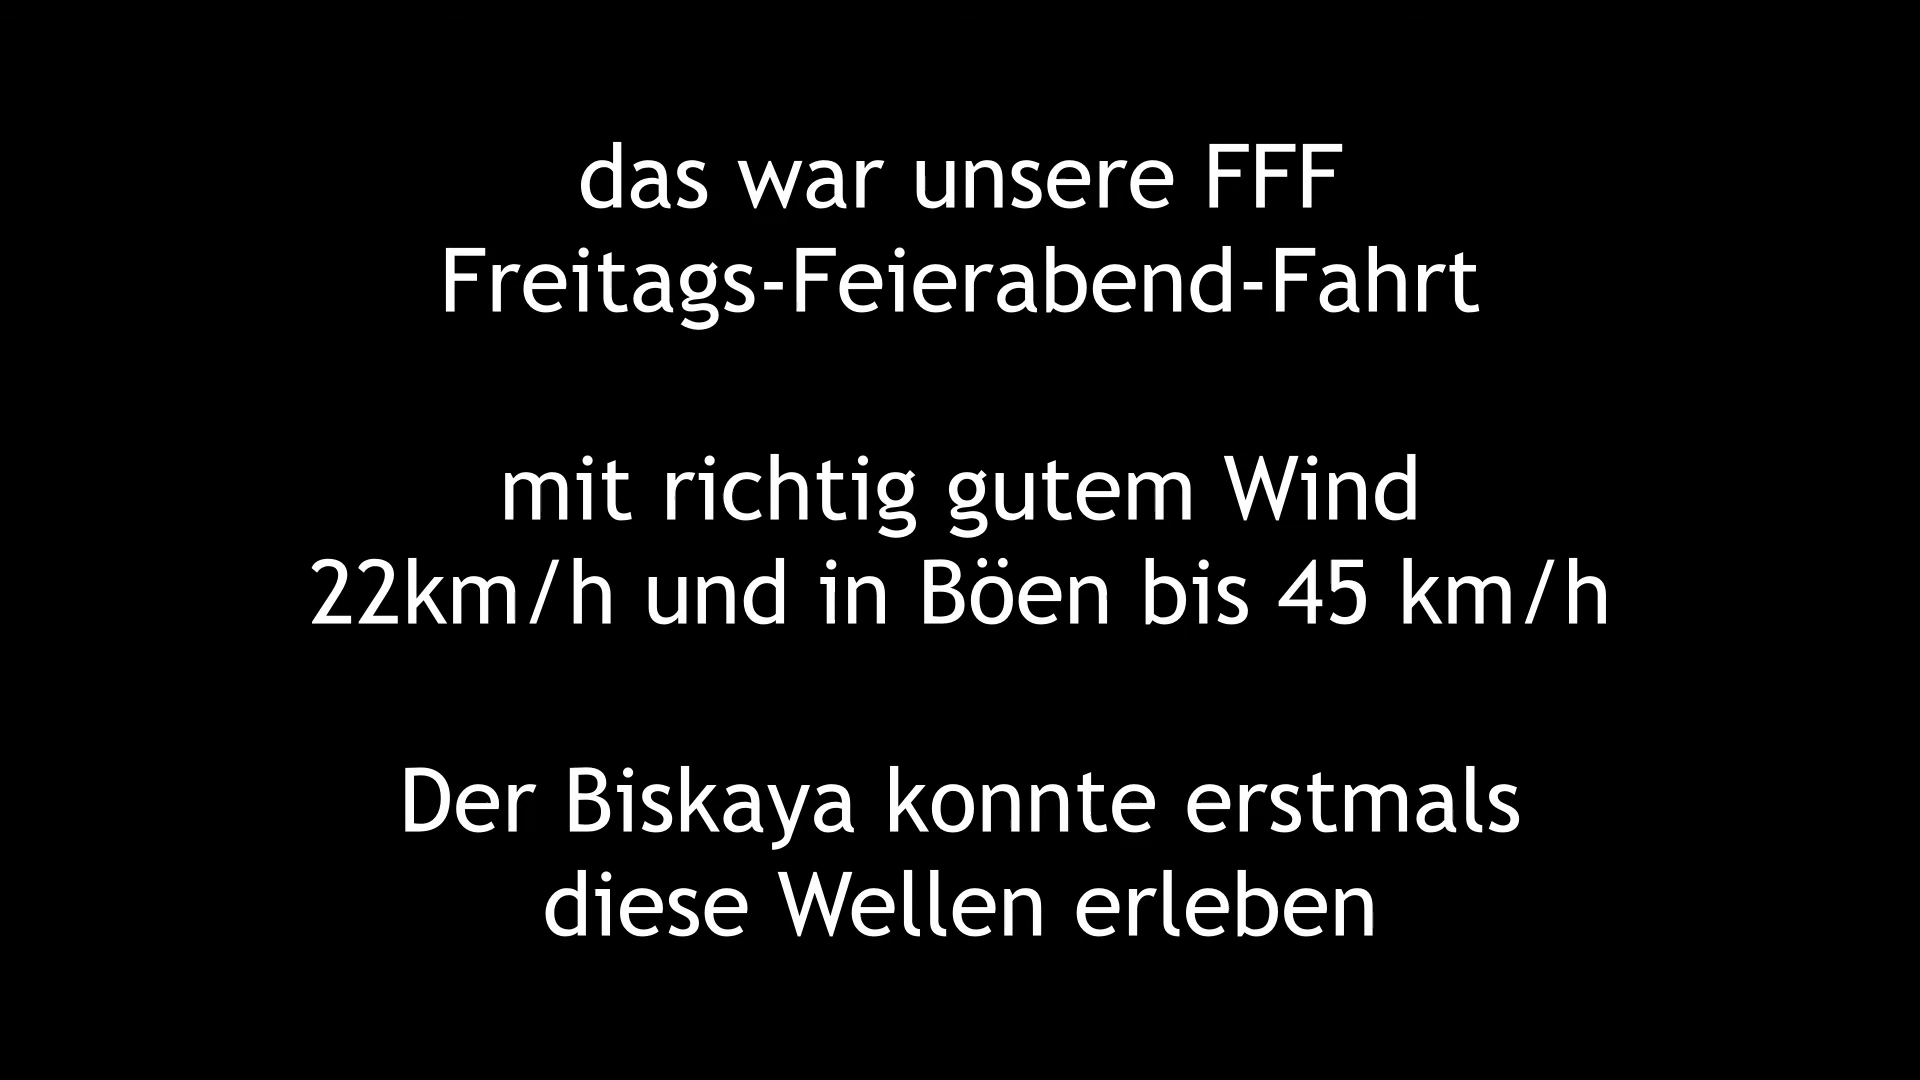 das war unsere FFF
Freitags-Feierabend-Fahrt
mit richtig gutem Wind
22km/h und in Böen bis 45 km/h
Der Biskaya konnte erstmals
diese Wellen erleben